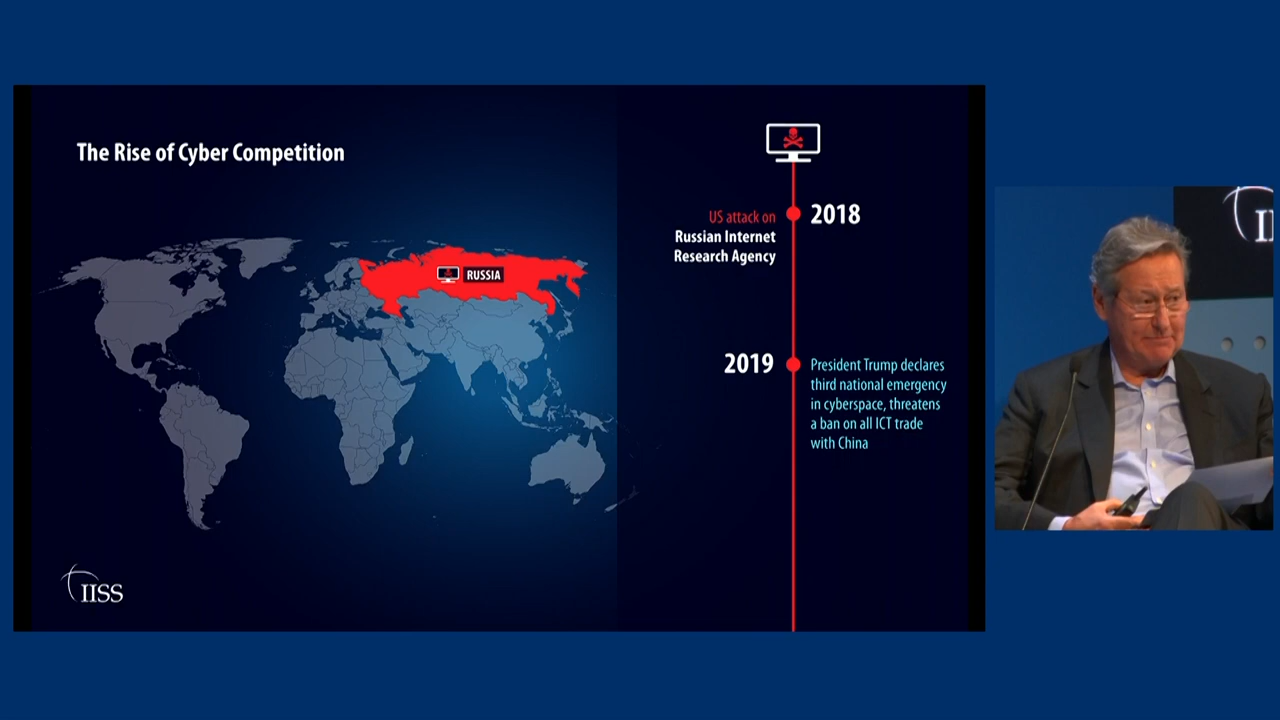 The Rise of Cyber Competition
RUSSIA
IISS
US attack on
Russian Internet
Research Agency
2018
2019
President Trump declares
third national emergency
in cyberspace, threatens
a ban on all ICT trade
with China